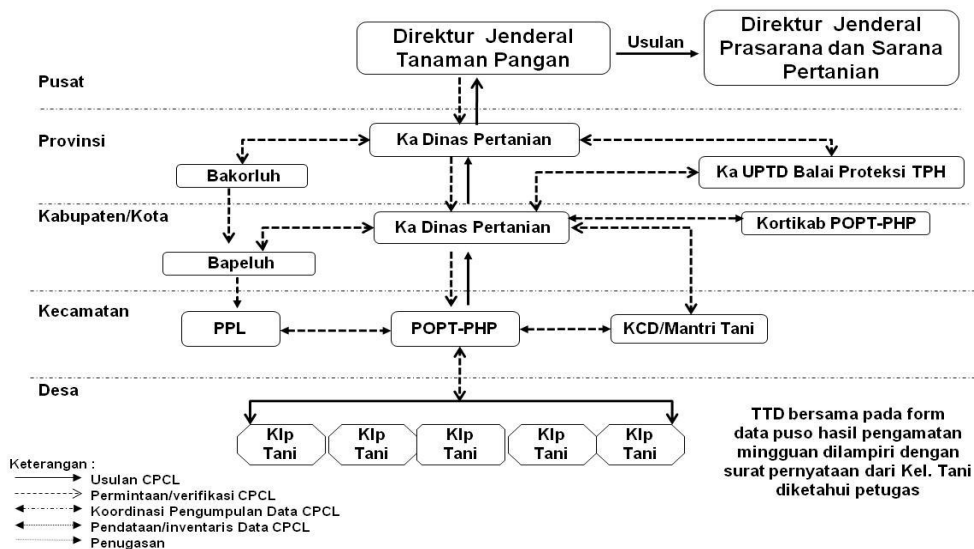 Direktur Jenderal
Tanaman Pangan
Usulan
Direktur Jenderal
Prasarana dan Sarana
Pertanian
Pusat
Provinsi
Ka Dinas Pertanian
Bakorluh
Ka UPTD Balai Proteksi TPH
Kabupaten/Kota
Ka Dinas Pertanian
Kortikab POPT-PHP
Bapeluh
Kecamatan
PPL
POPT-PHP
KCD/Mantri Tani
Desa
Klp
Tani
Klp
Tani
Klp
Tani
Klp
Tani
Klp
Tani
TTD bersama pada form
data puso hasil pengamatan
mingguan dilampiri dengan
surat pernyataan dari Kel. Tani
diketahui petugas
Keterangan :
Usulan CPCL
Permintaan/verifikasi CPCL
Koordinasi Pengumpulan Data CPCL
Pendataan/inventaris Data CPCL
Penugasan